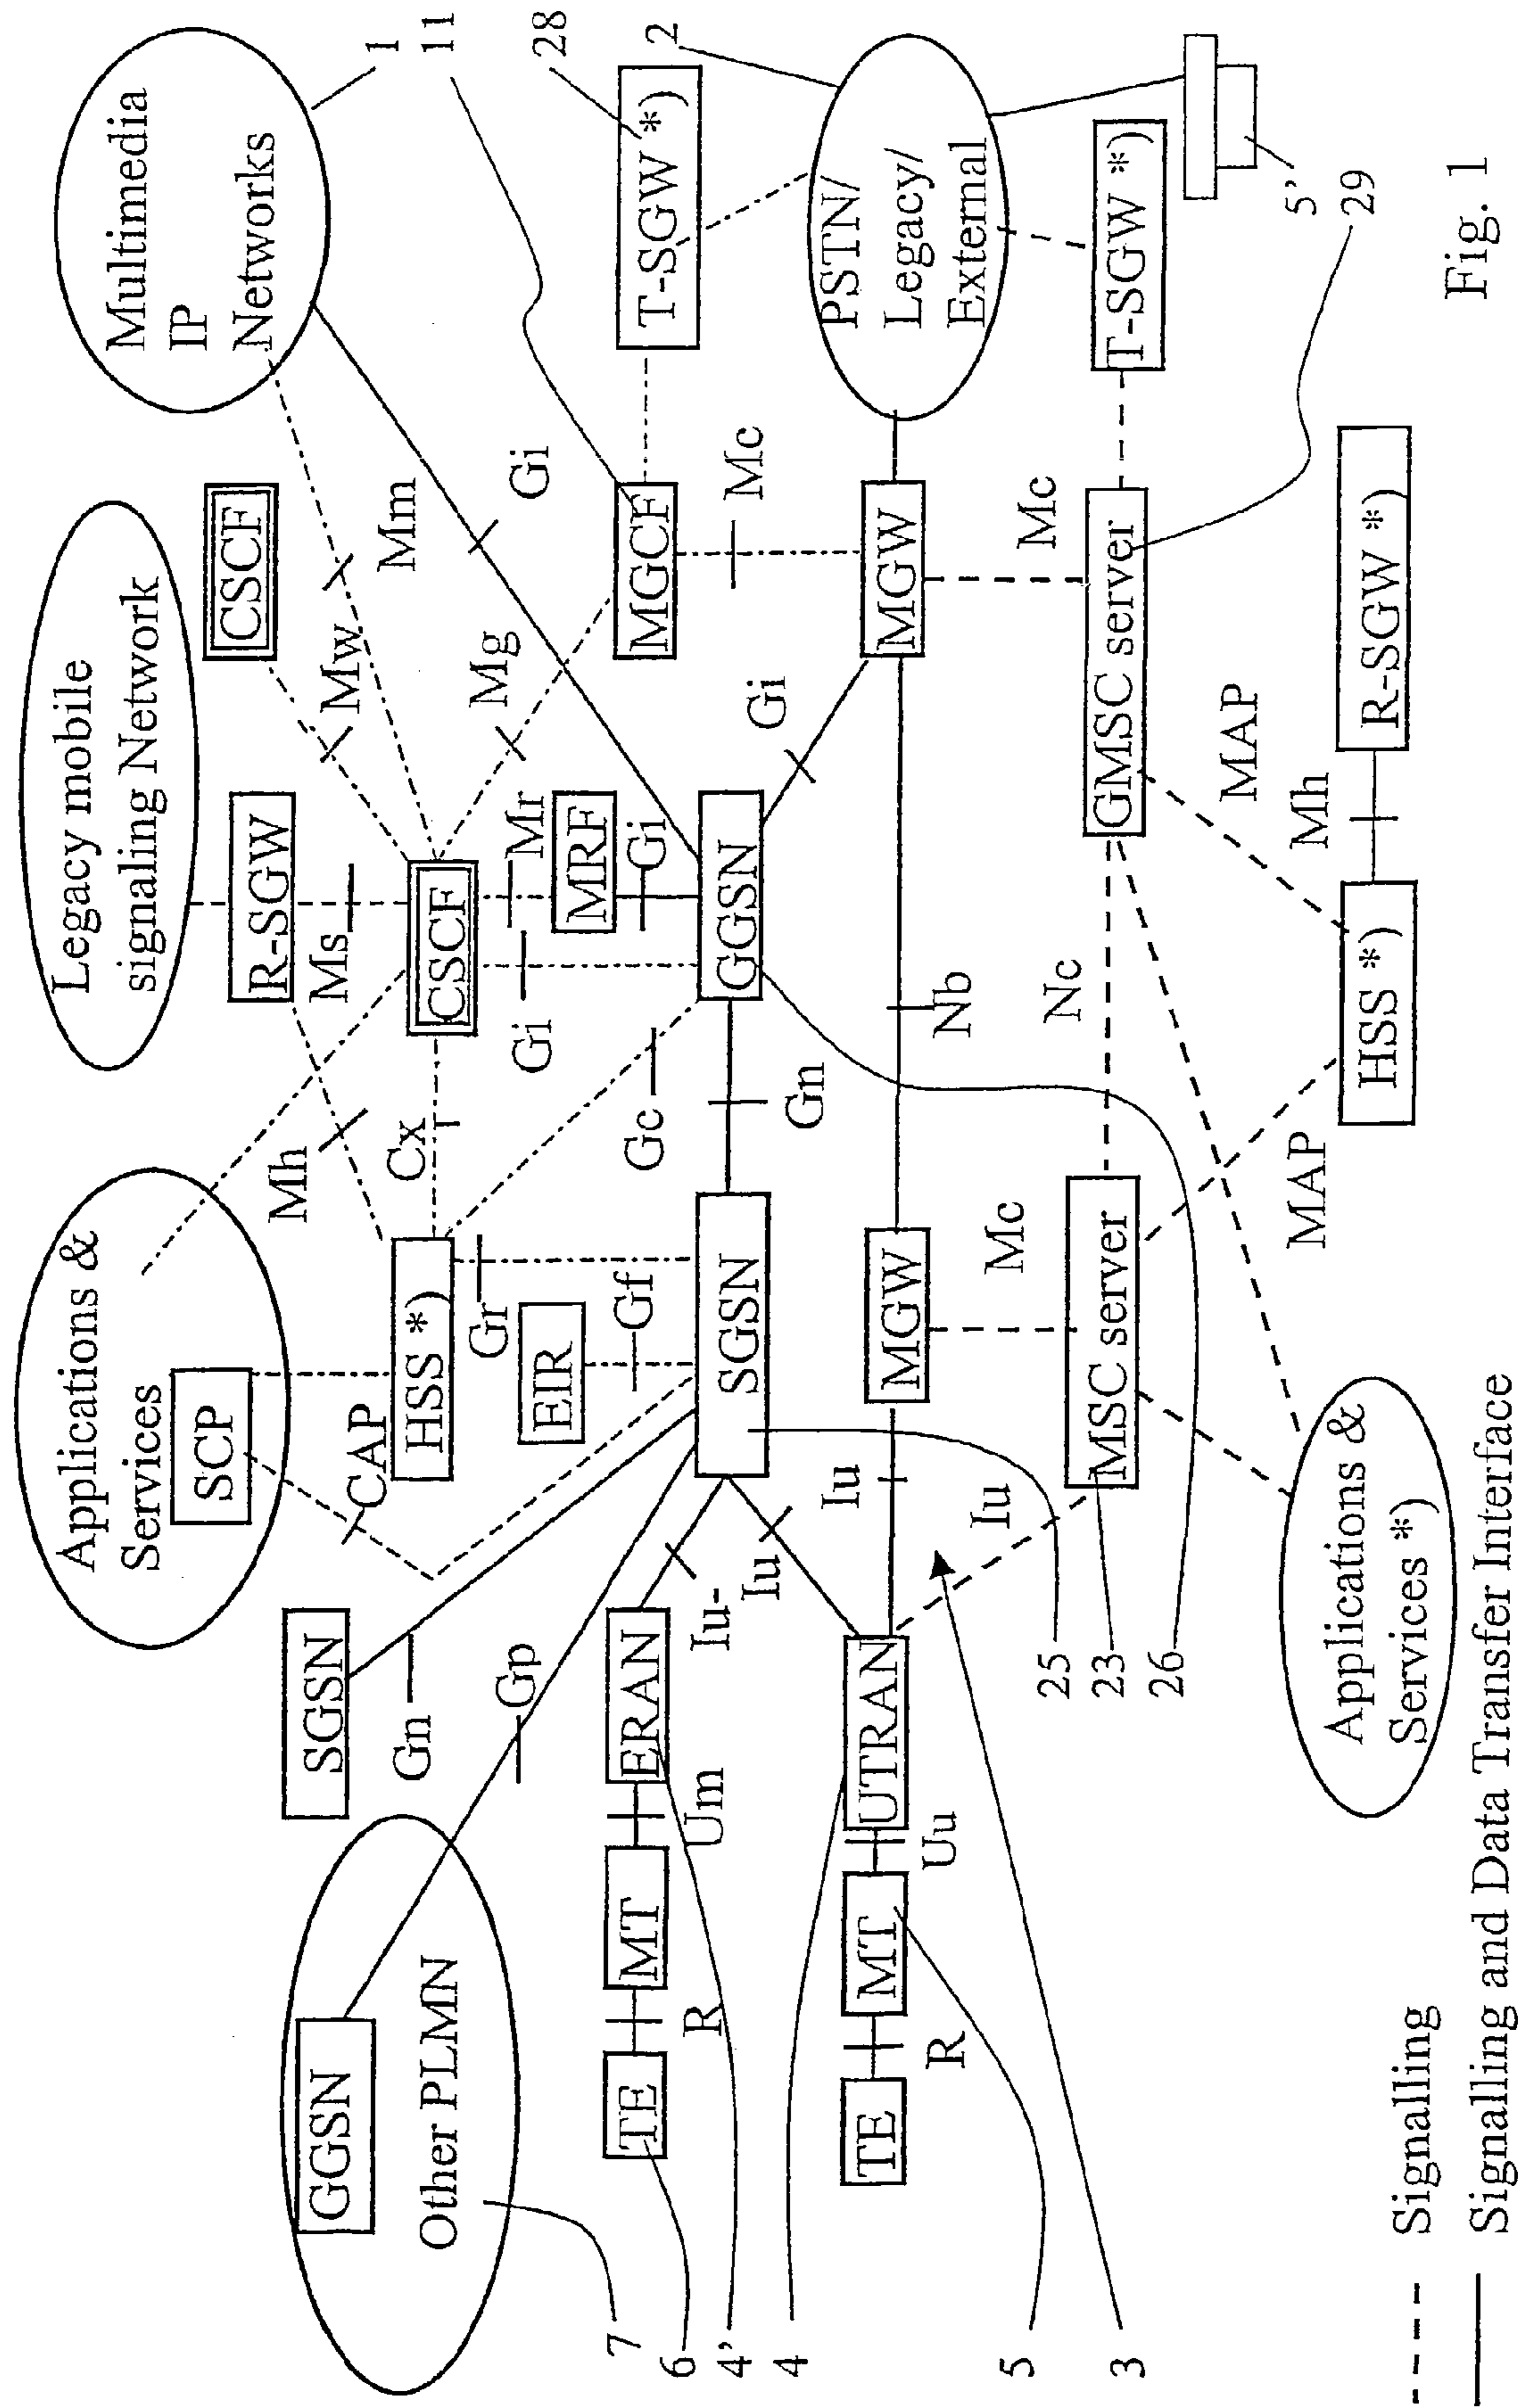 Multimedia
IP
Networks
1
11
28
2
T-SGW *)
PSTN/
Legacy/
External
T-SGW *)
5'
29
Fig. 1
Legacy mobile
signaling Network
CSCF
Mw
Mm
Gi
Mg
MGCF
Mc
MGW
Mc
GMSC server
R-SGW *)
R-SGW
Ms
CSCF
Mr
MRF
Gi
Gi
GGSN
Gi
Nb
Nc
MAP
Mh
HSS *)
MAP
Applications &
Services
SCP
Mh
Cx
Gc
Gn
CAP
HSS *)
Gr
EIR
Gf
SGSN
MGW
Mc
MSC server
Iu
Iu
SGSN
Gn
Gp
ERAN
Iu-
Iu
Um
UTRAN
Uu
25
23
26
Applications &
Services *)
GGSN
Other PLMN
MT
R
TE
MT
R
TE
7
6
4'
4
5
3
Signalling
Signalling and Data Transfer Interface